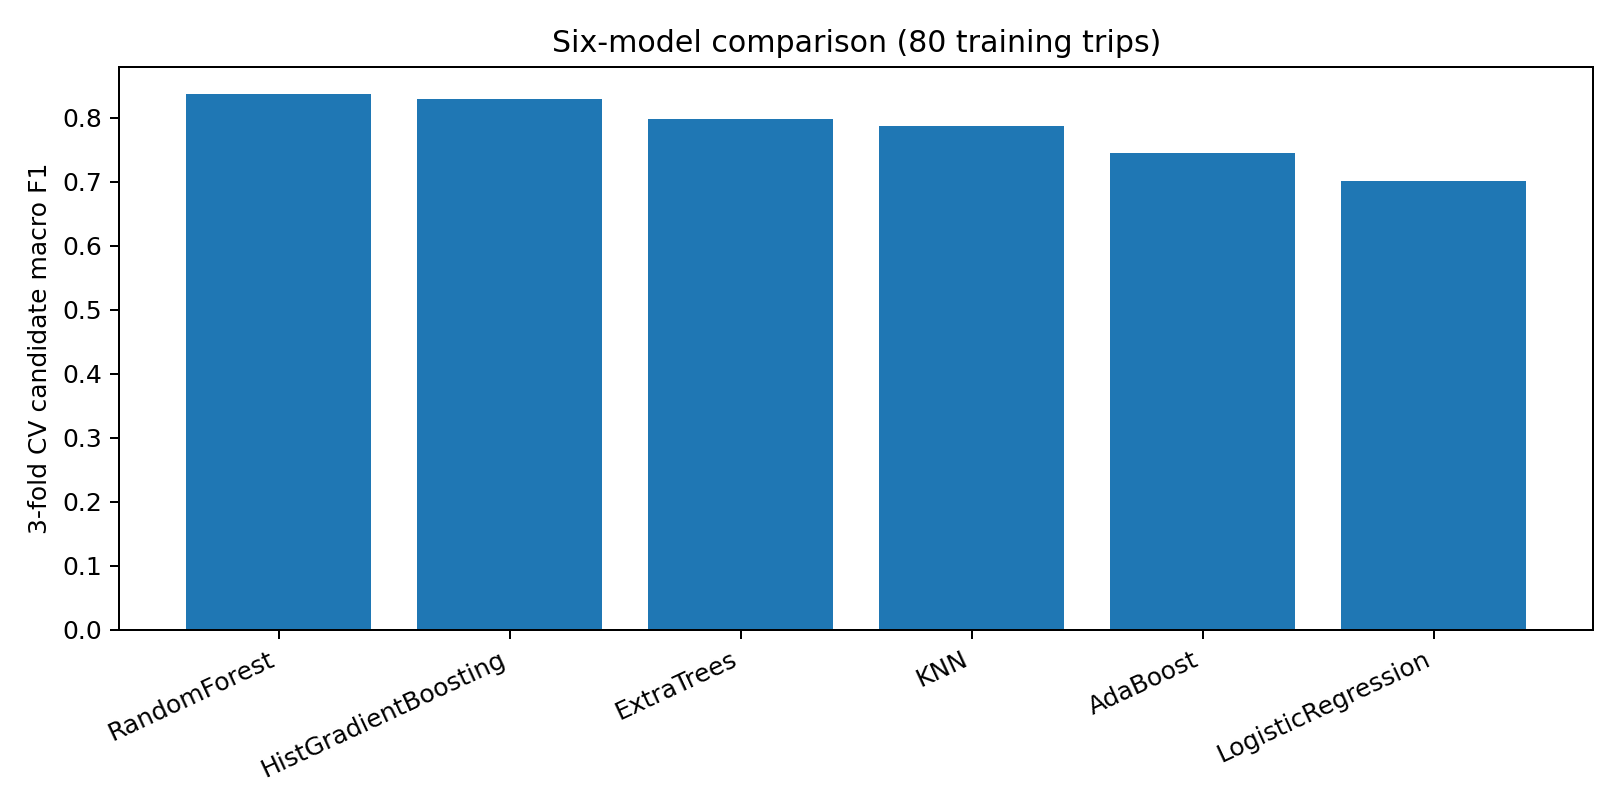 Six-model comparison (80 training trips)
3-fold CV candidate macro F1
0.8
0.7
0.6
0.5
0.4
0.3
0.2
0.1
0.0
RandomForest
HistGradientBoosting
ExtraTrees
KNN
AdaBoost
LogisticRegression